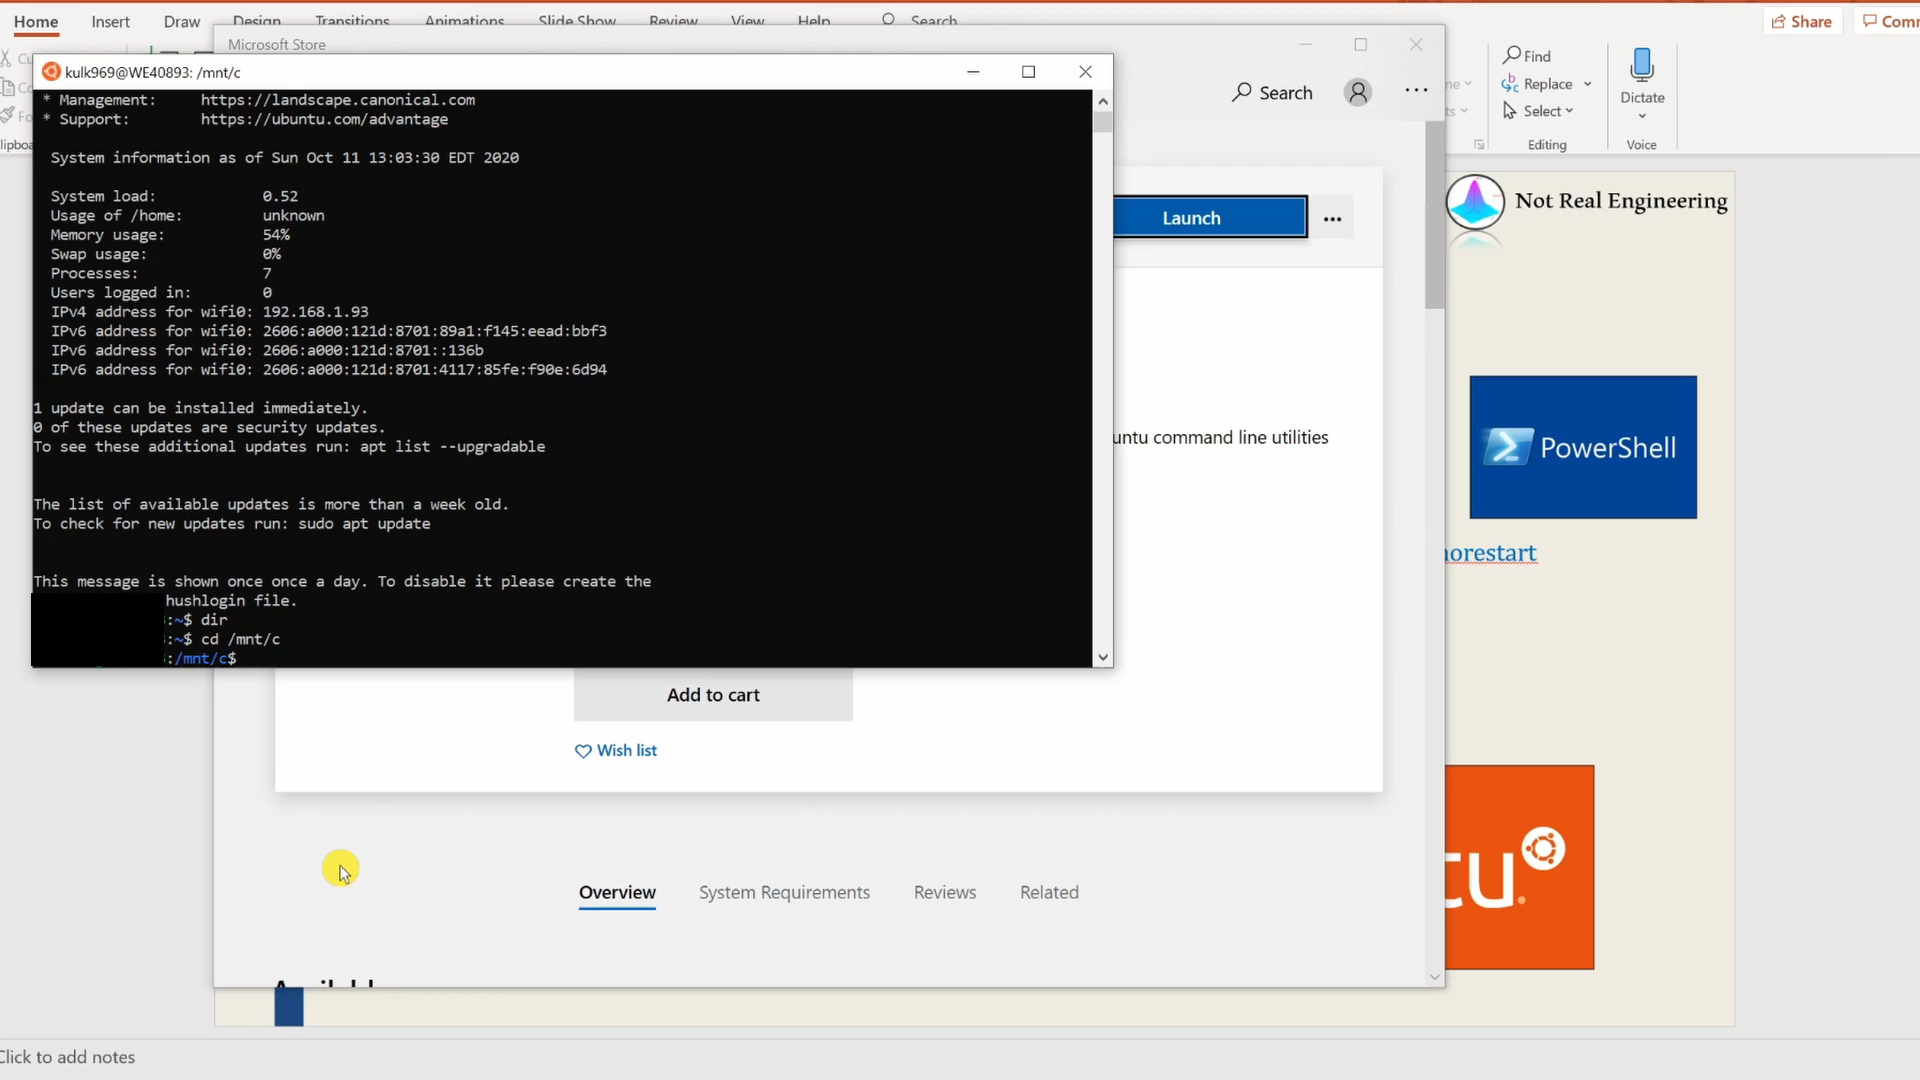 Home Insert Draw Design Transitions Animations Slide Show Review View Help Search
Share
Microsoft Store
Find
Replace
Select
Editing
Dictate
Voice
Search
kulk969@WE40893: /mnt/c
* Management: https://landscape.canonical.com
* Support: https://ubuntu.com/advantage
System information as of Sun Oct 11 13:03:30 EDT 2020
System load: 0.52
Usage of /home: unknown
Memory usage: 54%
Swap usage: 0%
Processes: 7
Users logged in: 0
IPv4 address for wifi0: 192.168.1.93
IPv6 address for wifi0: 2606:a000:121d:8701:89a1:f145:eead:bbf3
IPv6 address for wifi0: 2606:a000:121d:8701::136b
IPv6 address for wifi0: 2606:a000:121d:8701:4117:85fe:f90e:6d94
1 update can be installed immediately.
0 of these updates are security updates.
To see these additional updates run: apt list --upgradable
The list of available updates is more than a week old.
To check for new updates run: sudo apt update
This message is shown once once a day. To disable it please create the
hushlogin file.
:~$ dir
:~$ cd /mnt/c
:/mnt/c$
Launch
untu command line utilities
Add to cart
Wish list
Overview System Requirements Reviews Related
Not Real Engineering
PowerShell
norestart
tu
Click to add notes